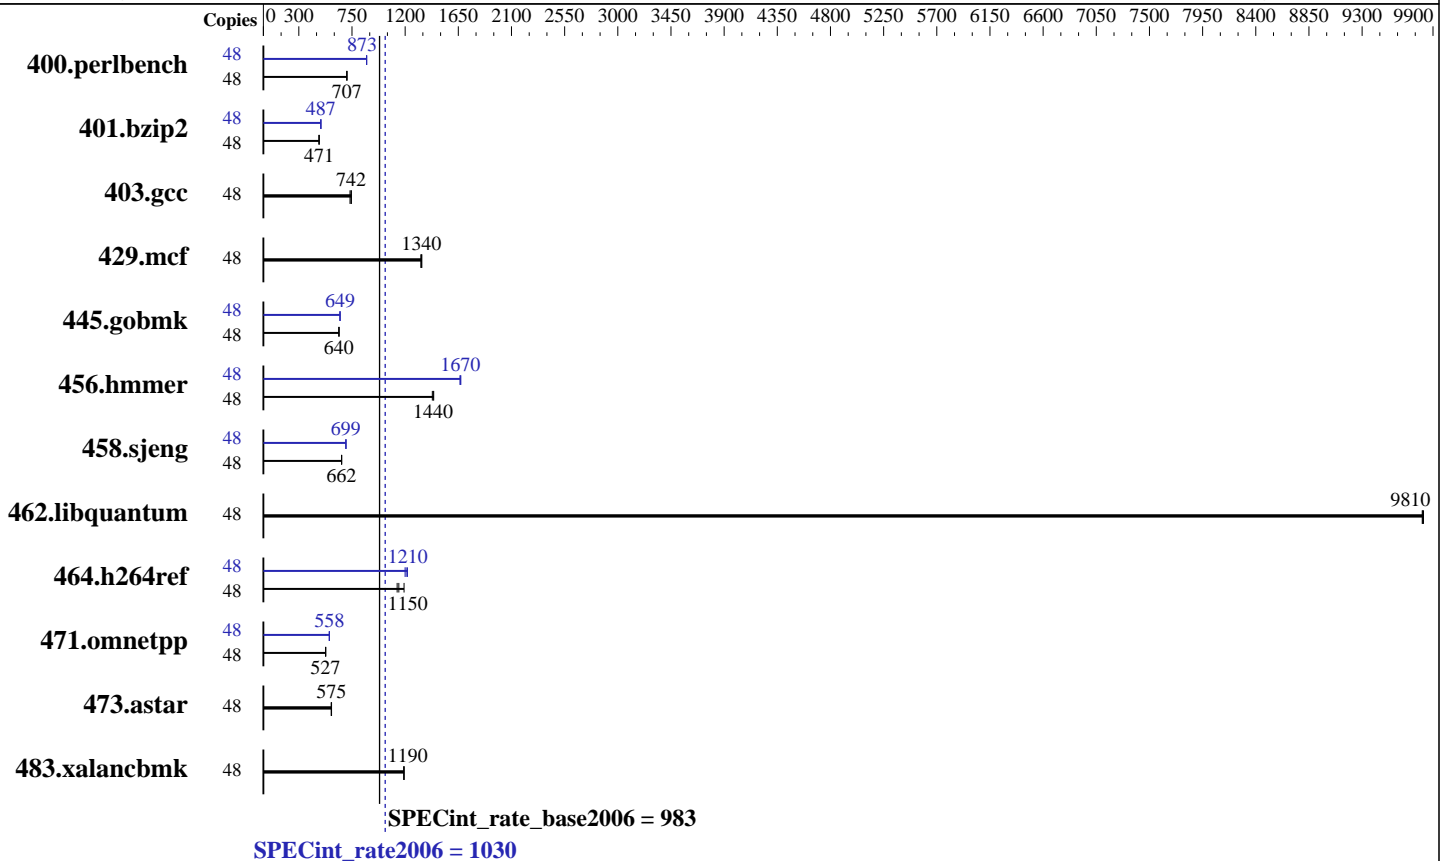 Copies 0 300 750 1200 1650 2100 2550 3000 3450 3900 4350 4800 5250 5700 6150 6600 7050 7500 7950 8400 8850 9300 9900
400.perlbench 48 873
48 707
401.bzip2 48 487
48 471
403.gcc 48 742
429.mcf 48 1340
445.gobmk 48 649
48 640
456.hmmer 48 1670
48 1440
458.sjeng 48 699
48 662
462.libquantum 48 9810
464.h264ref 48 1210
48 1150
471.omnetpp 48 558
48 527
473.astar 48 575
483.xalancbmk 48 1190
SPECint_rate_base2006 = 983
SPECint_rate2006 = 1030